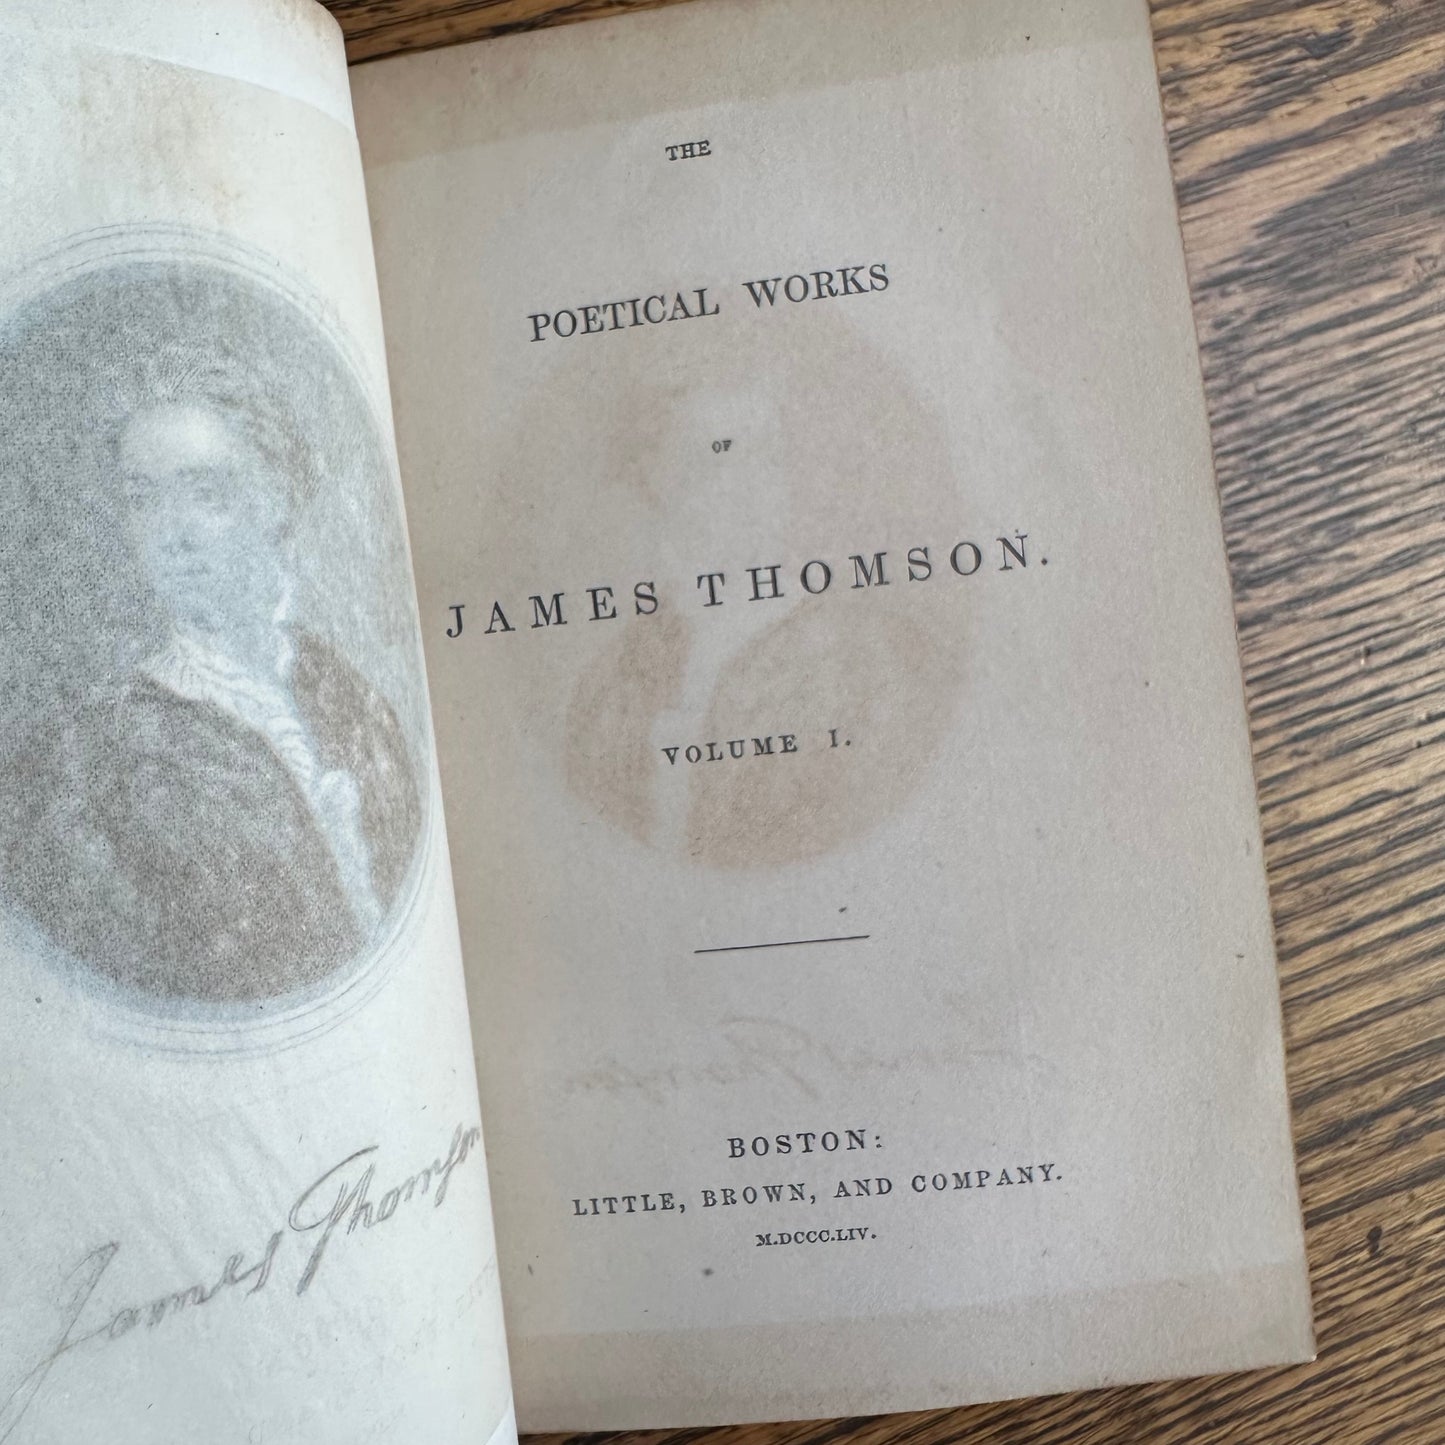 James Thomson
THE
POETICAL WORKS
OF
JAMES THOMSON.
VOLUME I.
BOSTON:
LITTLE, BROWN, AND COMPANY.
M.DCCC.LIV.